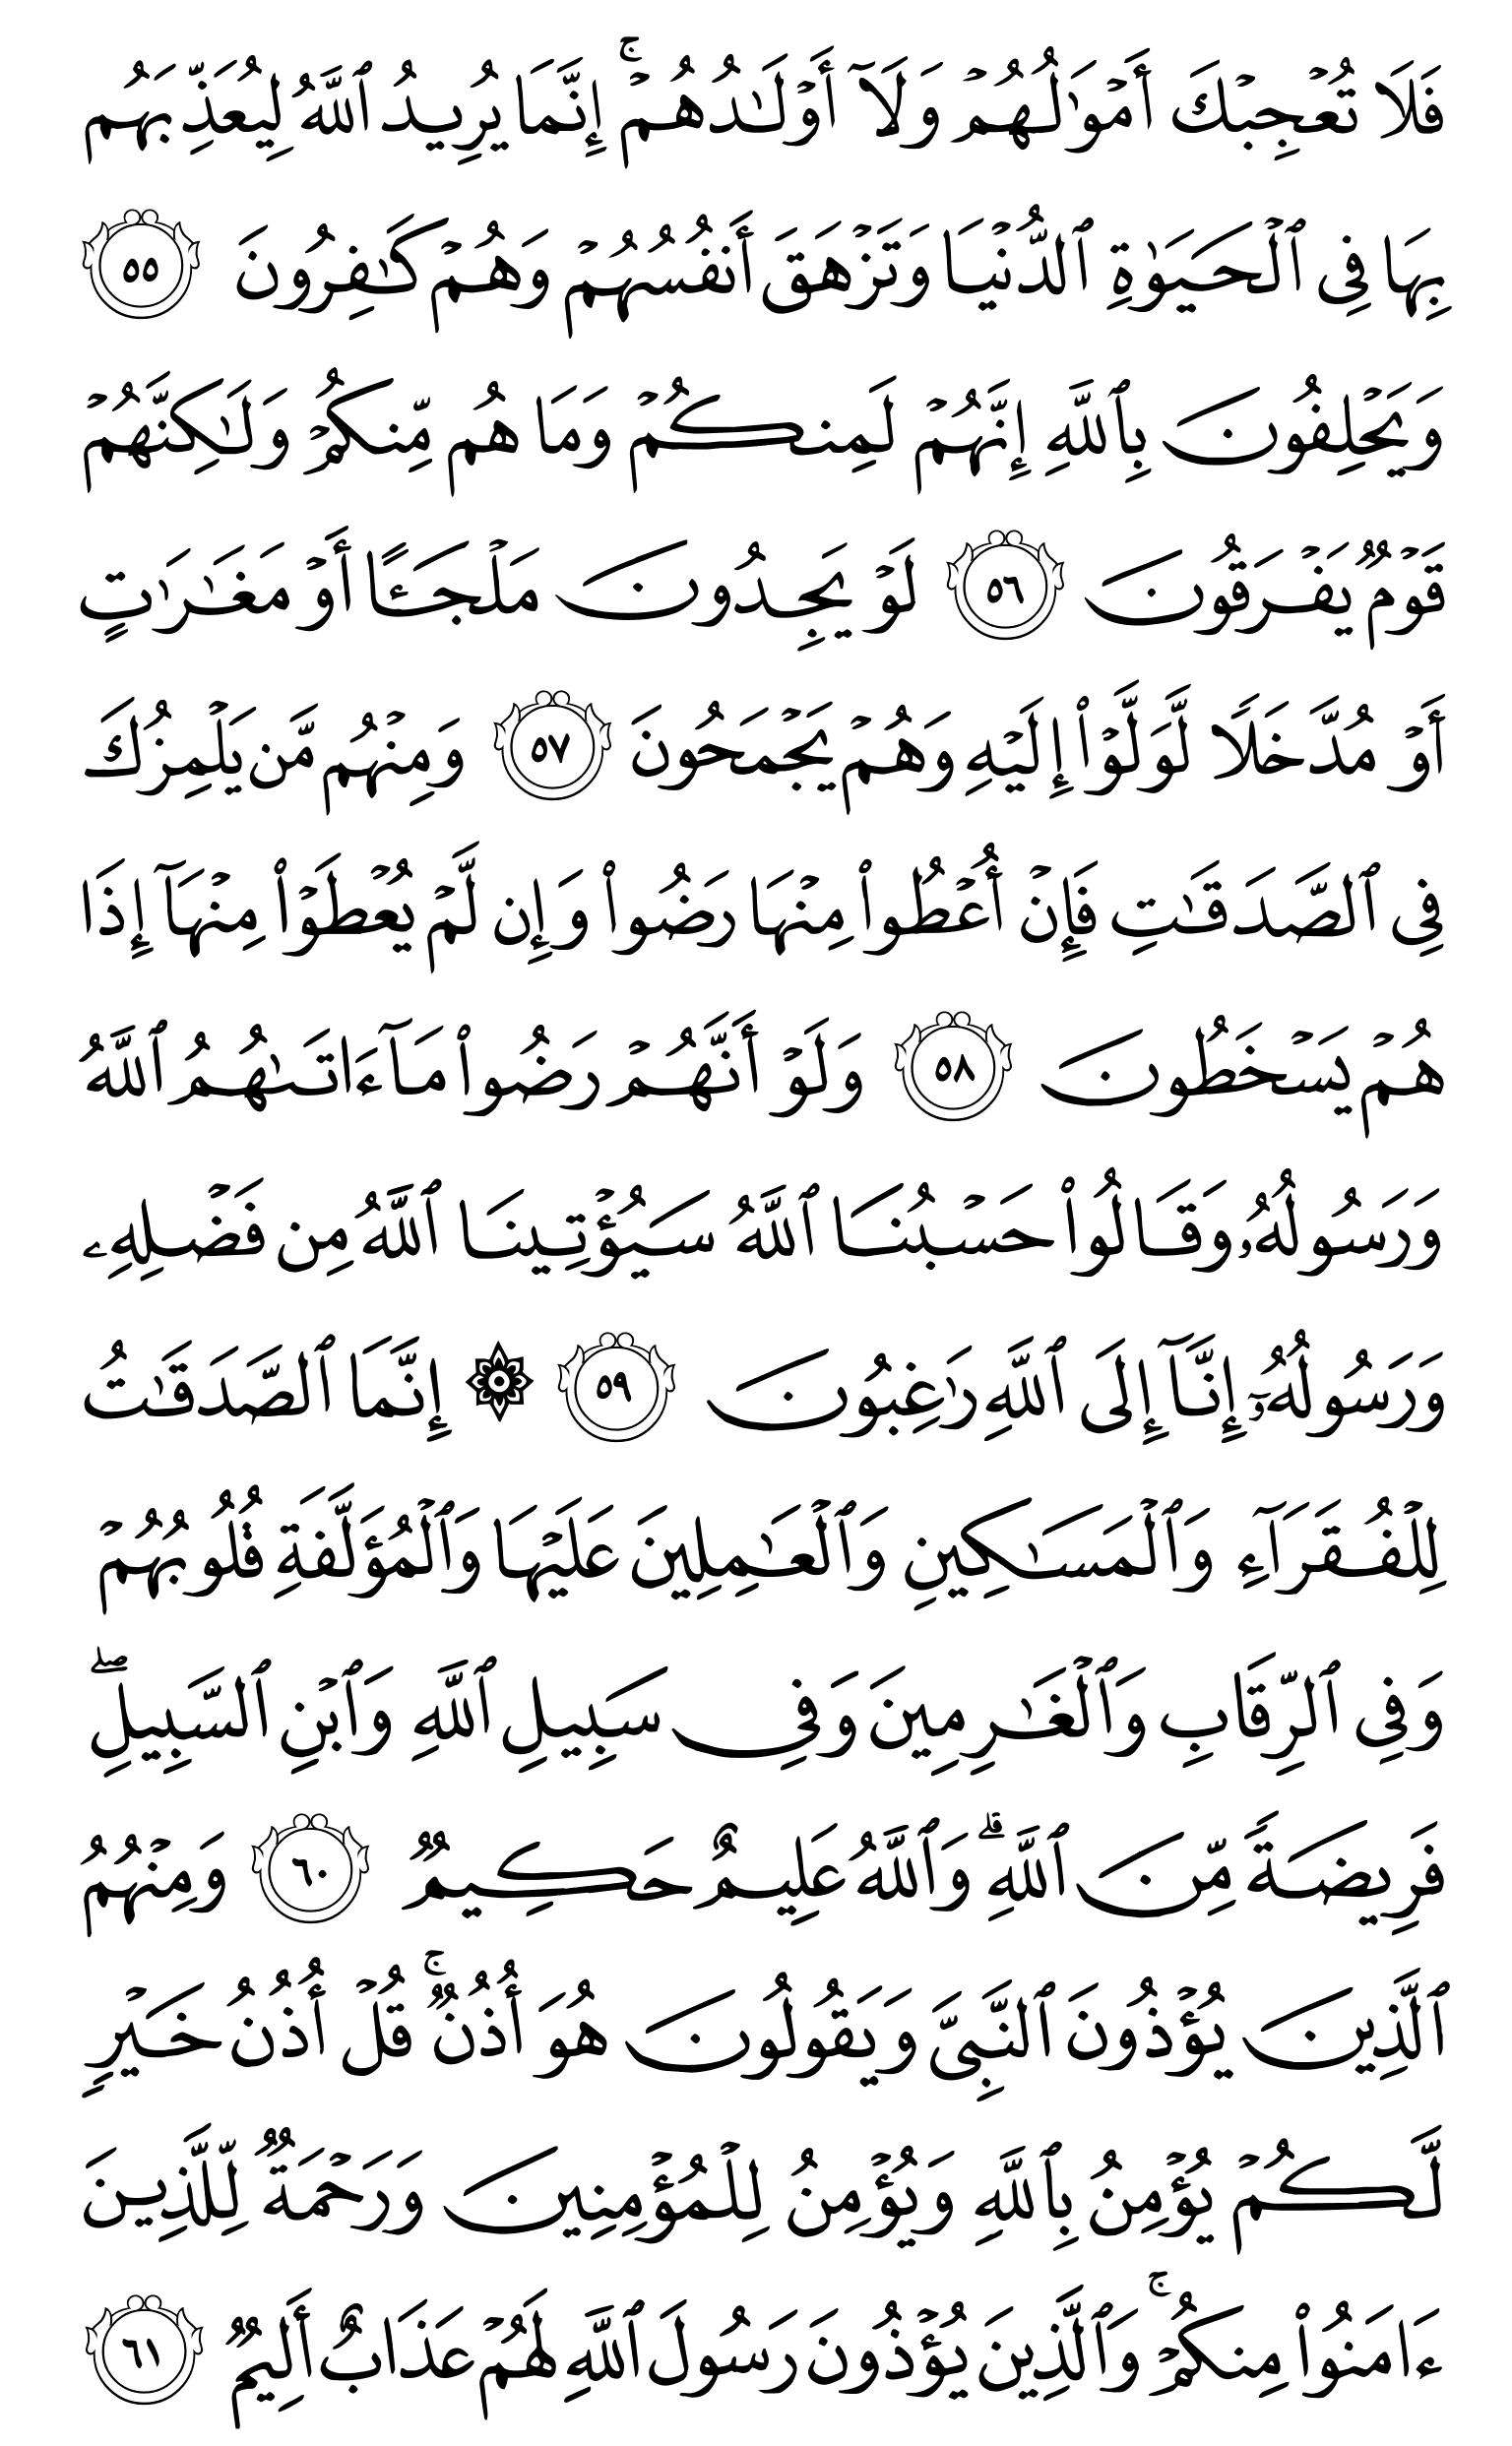 فَلَا تُعۡجِبۡكَ أَمۡوَٰلُهُمۡ وَلَآ أَوۡلَٰدُهُمۡۚ إِنَّمَا يُرِيدُ ٱللَّهُ لِيُعَذِّبَهُم
بِهَا فِي ٱلۡحَيَوٰةِ ٱلدُّنۡيَا وَتَزۡهَقَ أَنفُسُهُمۡ وَهُمۡ كَٰفِرُونَ ٥٥
وَيَحۡلِفُونَ بِٱللَّهِ إِنَّهُمۡ لَمِنكُمۡ وَمَا هُم مِّنكُمۡ وَلَٰكِنَّهُمۡ
قَوۡمٞ يَفۡرَقُونَ ٥٦ لَوۡ يَجِدُونَ مَلۡجَـًٔا أَوۡ مَغَٰرَٰتٍ
أَوۡ مُدَّخَلٗا لَّوَلَّوۡاْ إِلَيۡهِ وَهُمۡ يَجۡمَحُونَ ٥٧ وَمِنۡهُم مَّن يَلۡمِزُكَ
فِي ٱلصَّدَقَٰتِ فَإِنۡ أُعۡطُواْ مِنۡهَا رَضُواْ وَإِن لَّمۡ يُعۡطَوۡاْ مِنۡهَآ إِذَا
هُمۡ يَسۡخَطُونَ ٥٨ وَلَوۡ أَنَّهُمۡ رَضُواْ مَآ ءَاتَىٰهُمُ ٱللَّهُ
وَرَسُولُهُۥ وَقَالُواْ حَسۡبُنَا ٱللَّهُ سَيُؤۡتِينَا ٱللَّهُ مِن فَضۡلِهِۦ
وَرَسُولُهُۥٓ إِنَّآ إِلَى ٱللَّهِ رَٰغِبُونَ ٥٩ ۞ إِنَّمَا ٱلصَّدَقَٰتُ
لِلۡفُقَرَآءِ وَٱلۡمَسَٰكِينِ وَٱلۡعَٰمِلِينَ عَلَيۡهَا وَٱلۡمُؤَلَّفَةِ قُلُوبُهُمۡ
وَفِي ٱلرِّقَابِ وَٱلۡغَٰرِمِينَ وَفِي سَبِيلِ ٱللَّهِ وَٱبۡنِ ٱلسَّبِيلِۖ
فَرِيضَةٗ مِّنَ ٱللَّهِۗ وَٱللَّهُ عَلِيمٌ حَكِيمٞ ٦٠ وَمِنۡهُمُ
ٱلَّذِينَ يُؤۡذُونَ ٱلنَّبِيَّ وَيَقُولُونَ هُوَ أُذُنٞۚ قُلۡ أُذُنُ خَيۡرٖ
لَّكُمۡ يُؤۡمِنُ بِٱللَّهِ وَيُؤۡمِنُ لِلۡمُؤۡمِنِينَ وَرَحۡمَةٞ لِّلَّذِينَ
ءَامَنُواْ مِنكُمۡۚ وَٱلَّذِينَ يُؤۡذُونَ رَسُولَ ٱللَّهِ لَهُمۡ عَذَابٌ أَلِيمٞ ٦١